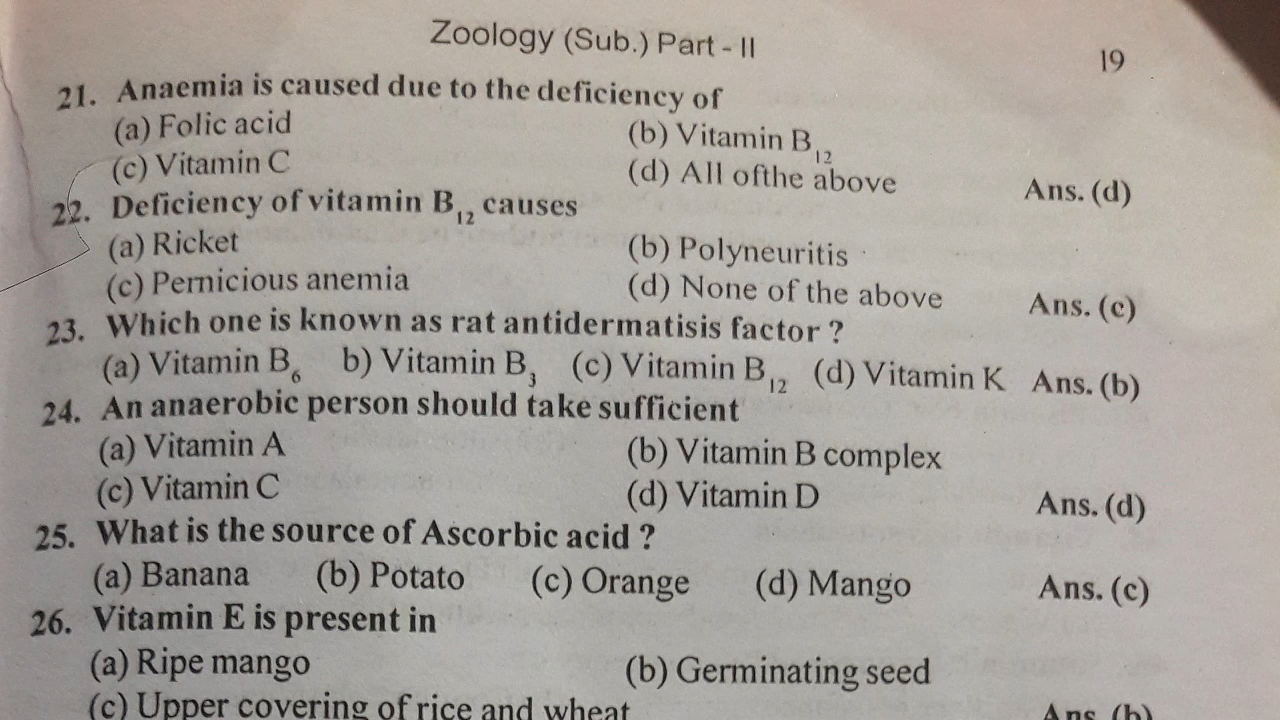 Zoology (Sub.) Part - II
19
21. Anaemia is caused due to the deficiency of
(a) Folic acid (b) Vitamin B12
(c) Vitamin C (d) All ofthe above Ans. (d)
22. Deficiency of vitamin B12 causes
(a) Ricket (b) Polyneuritis
(c) Pernicious anemia (d) None of the above Ans. (c)
23. Which one is known as rat antidermatisis factor ?
(a) Vitamin B6 b) Vitamin B3 (c) Vitamin B12 (d) Vitamin K Ans. (b)
24. An anaerobic person should take sufficient
(a) Vitamin A (b) Vitamin B complex
(c) Vitamin C (d) Vitamin D Ans. (d)
25. What is the source of Ascorbic acid ?
(a) Banana (b) Potato (c) Orange (d) Mango Ans. (c)
26. Vitamin E is present in
(a) Ripe mango (b) Germinating seed
(c) Upper covering of rice and wheat Ans. (b)